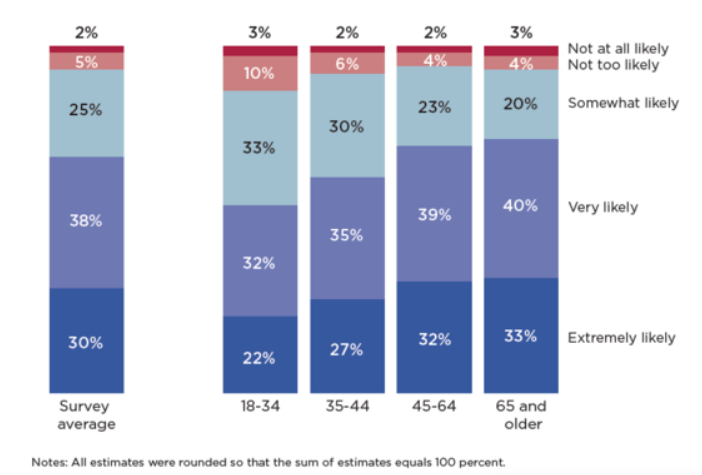 2% 3% 2% 2% 3%
Not at all likely
5% 10% 6% 4% 4% Not too likely
25% 33% 30% 23% 20% Somewhat likely
38% 32% 35% 39% 40% Very likely
30% 22% 27% 32% 33% Extremely likely
Survey average 18-34 35-44 45-64 65 and older
Notes: All estimates were rounded so that the sum of estimates equals 100 percent.